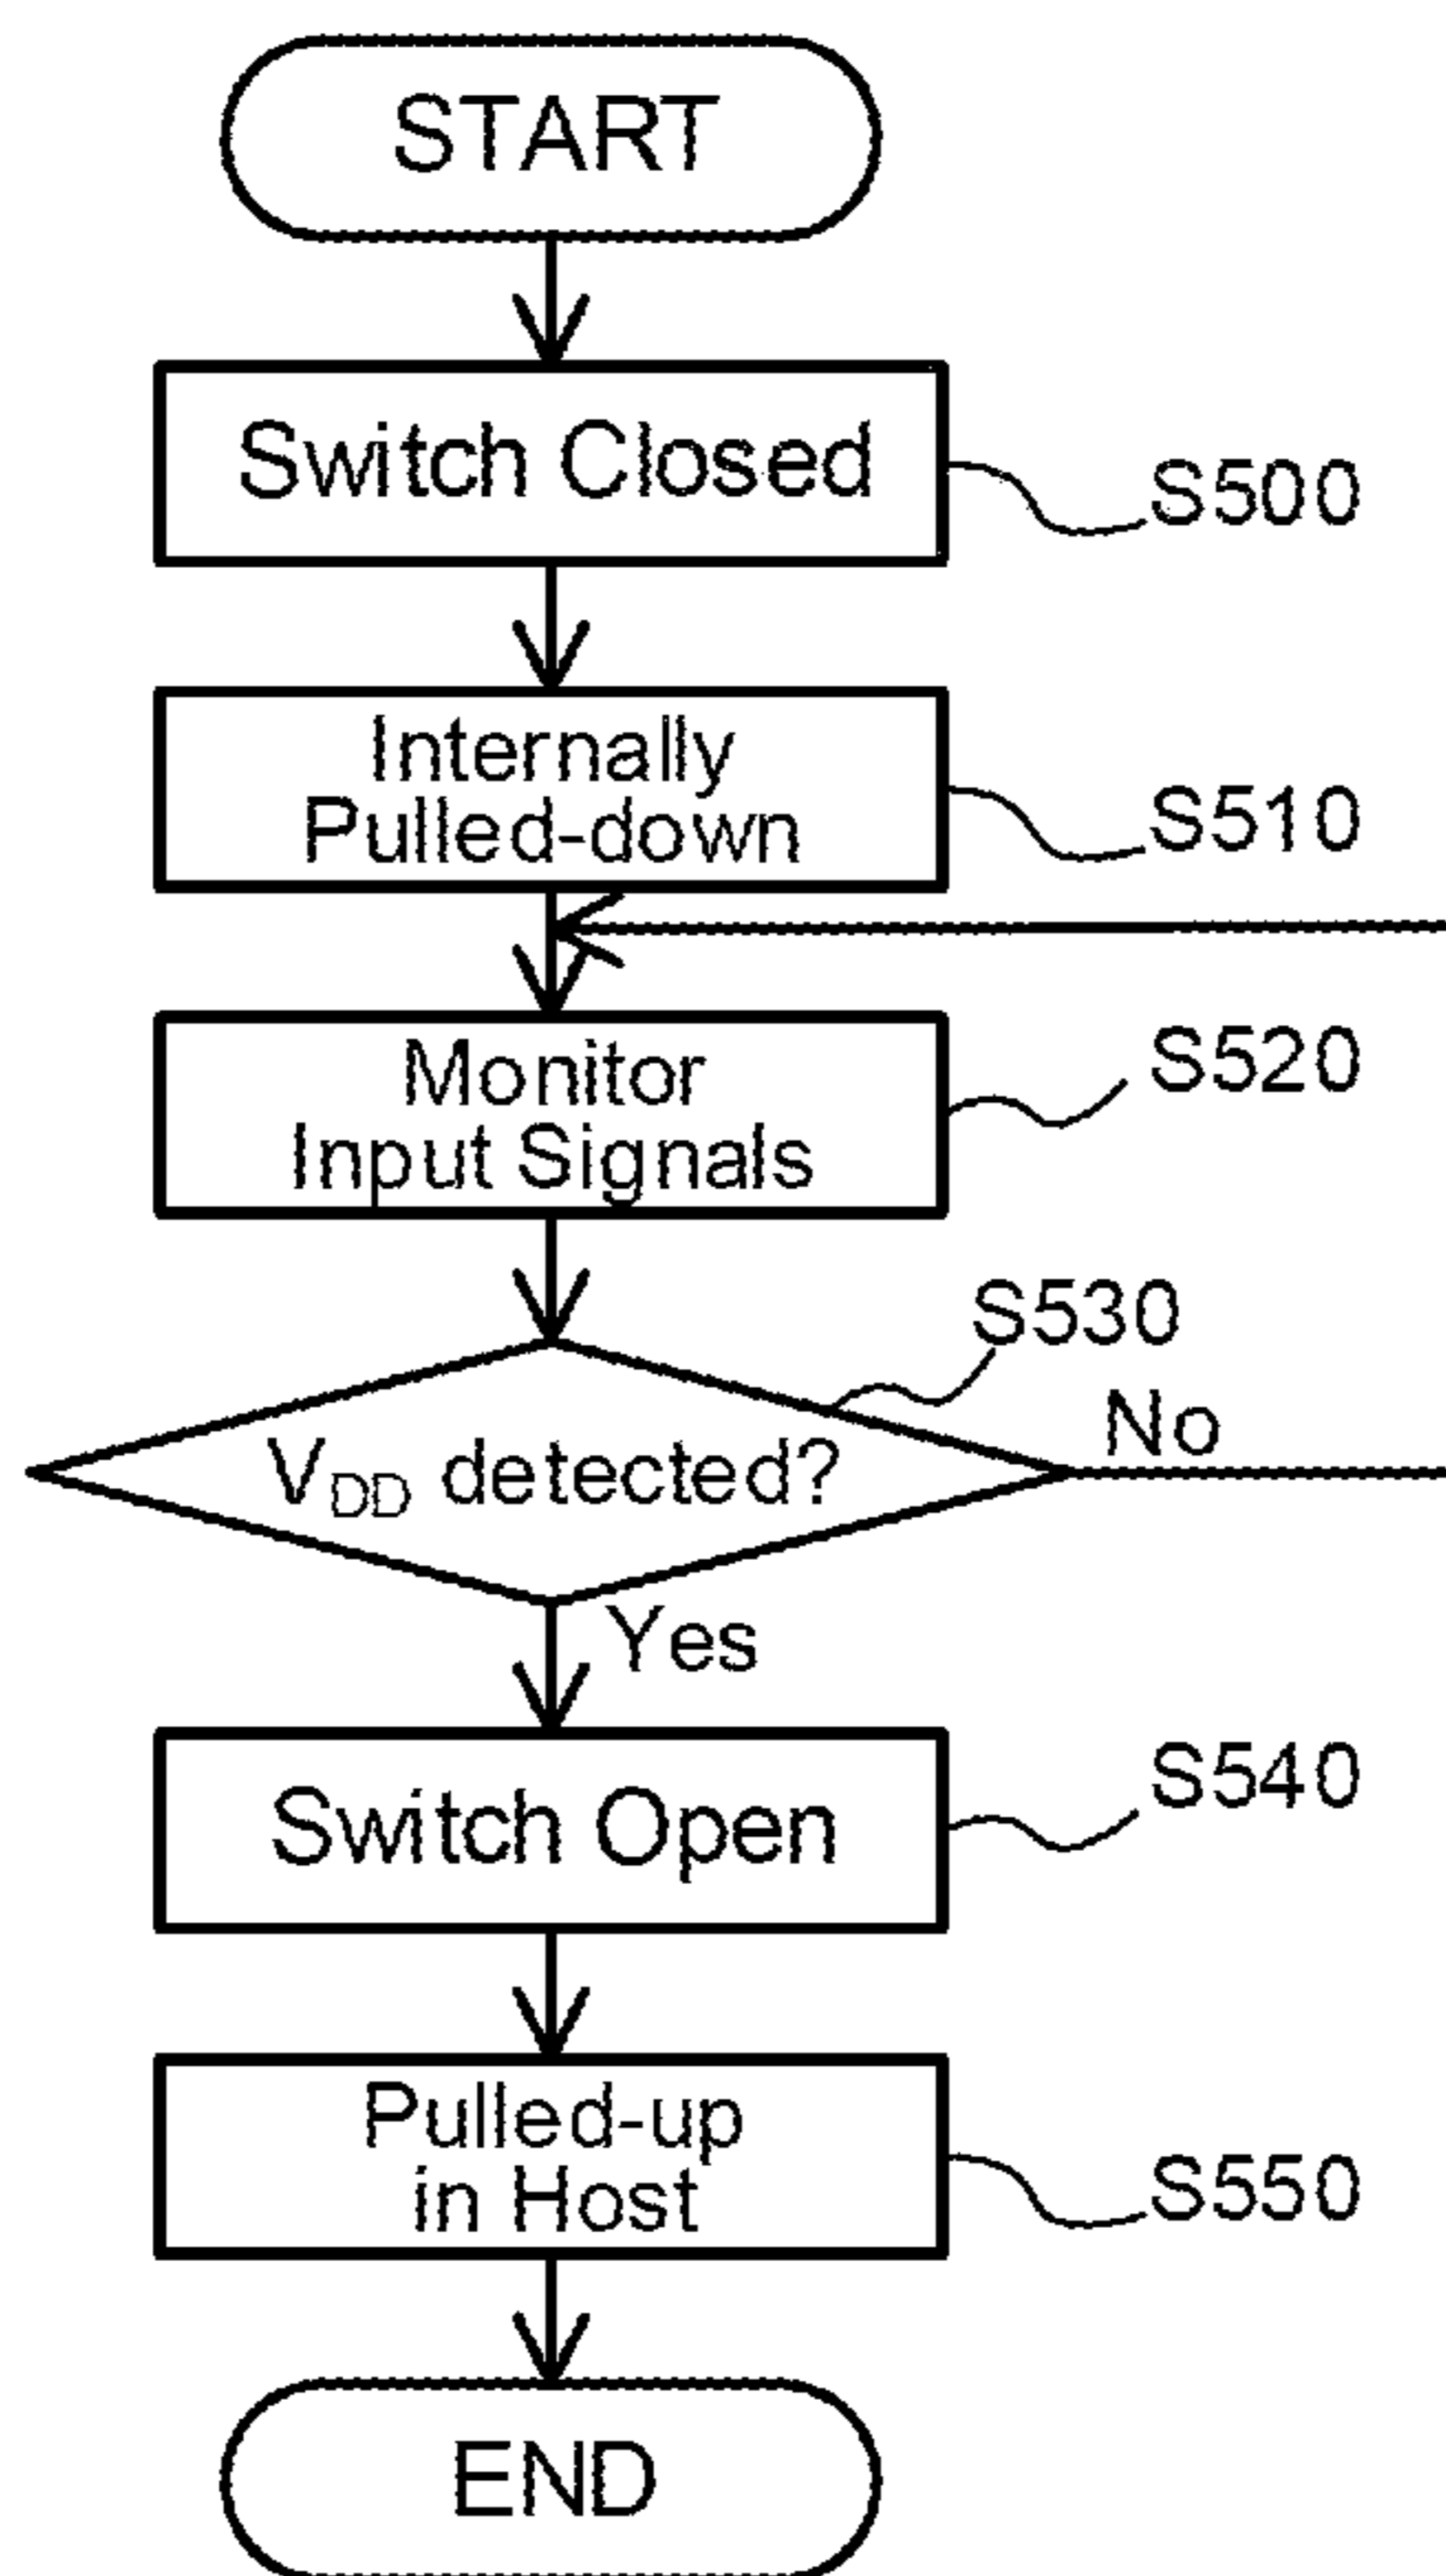 START
Switch Closed
S500
Internally
Pulled-down
S510
Monitor
Input Signals
S520
S530
VDD detected?
No
Yes
Switch Open
S540
Pulled-up
in Host
S550
END